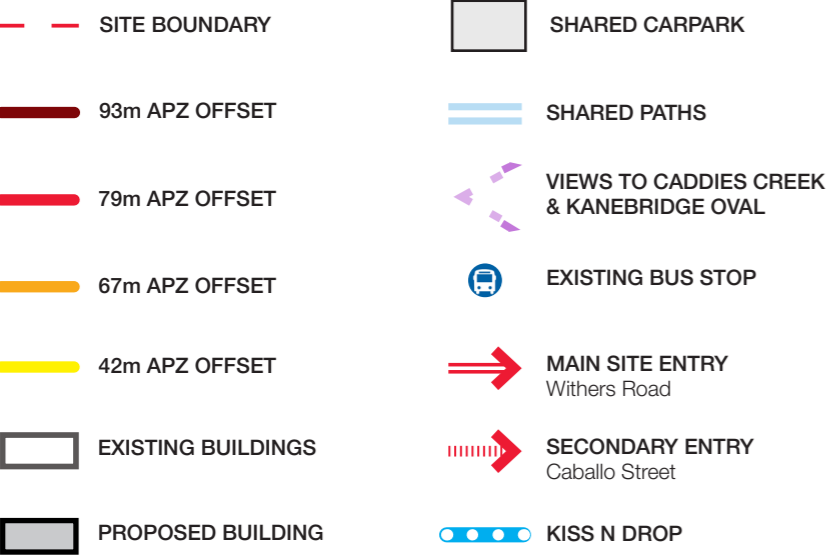 SITE BOUNDARY
93m APZ OFFSET
79m APZ OFFSET
67m APZ OFFSET
42m APZ OFFSET
EXISTING BUILDINGS
PROPOSED BUILDING
SHARED CARPARK
SHARED PATHS
VIEWS TO CADDIES CREEK
& KANEBRIDGE OVAL
EXISTING BUS STOP
MAIN SITE ENTRY
Withers Road
SECONDARY ENTRY
Caballo Street
KISS N DROP